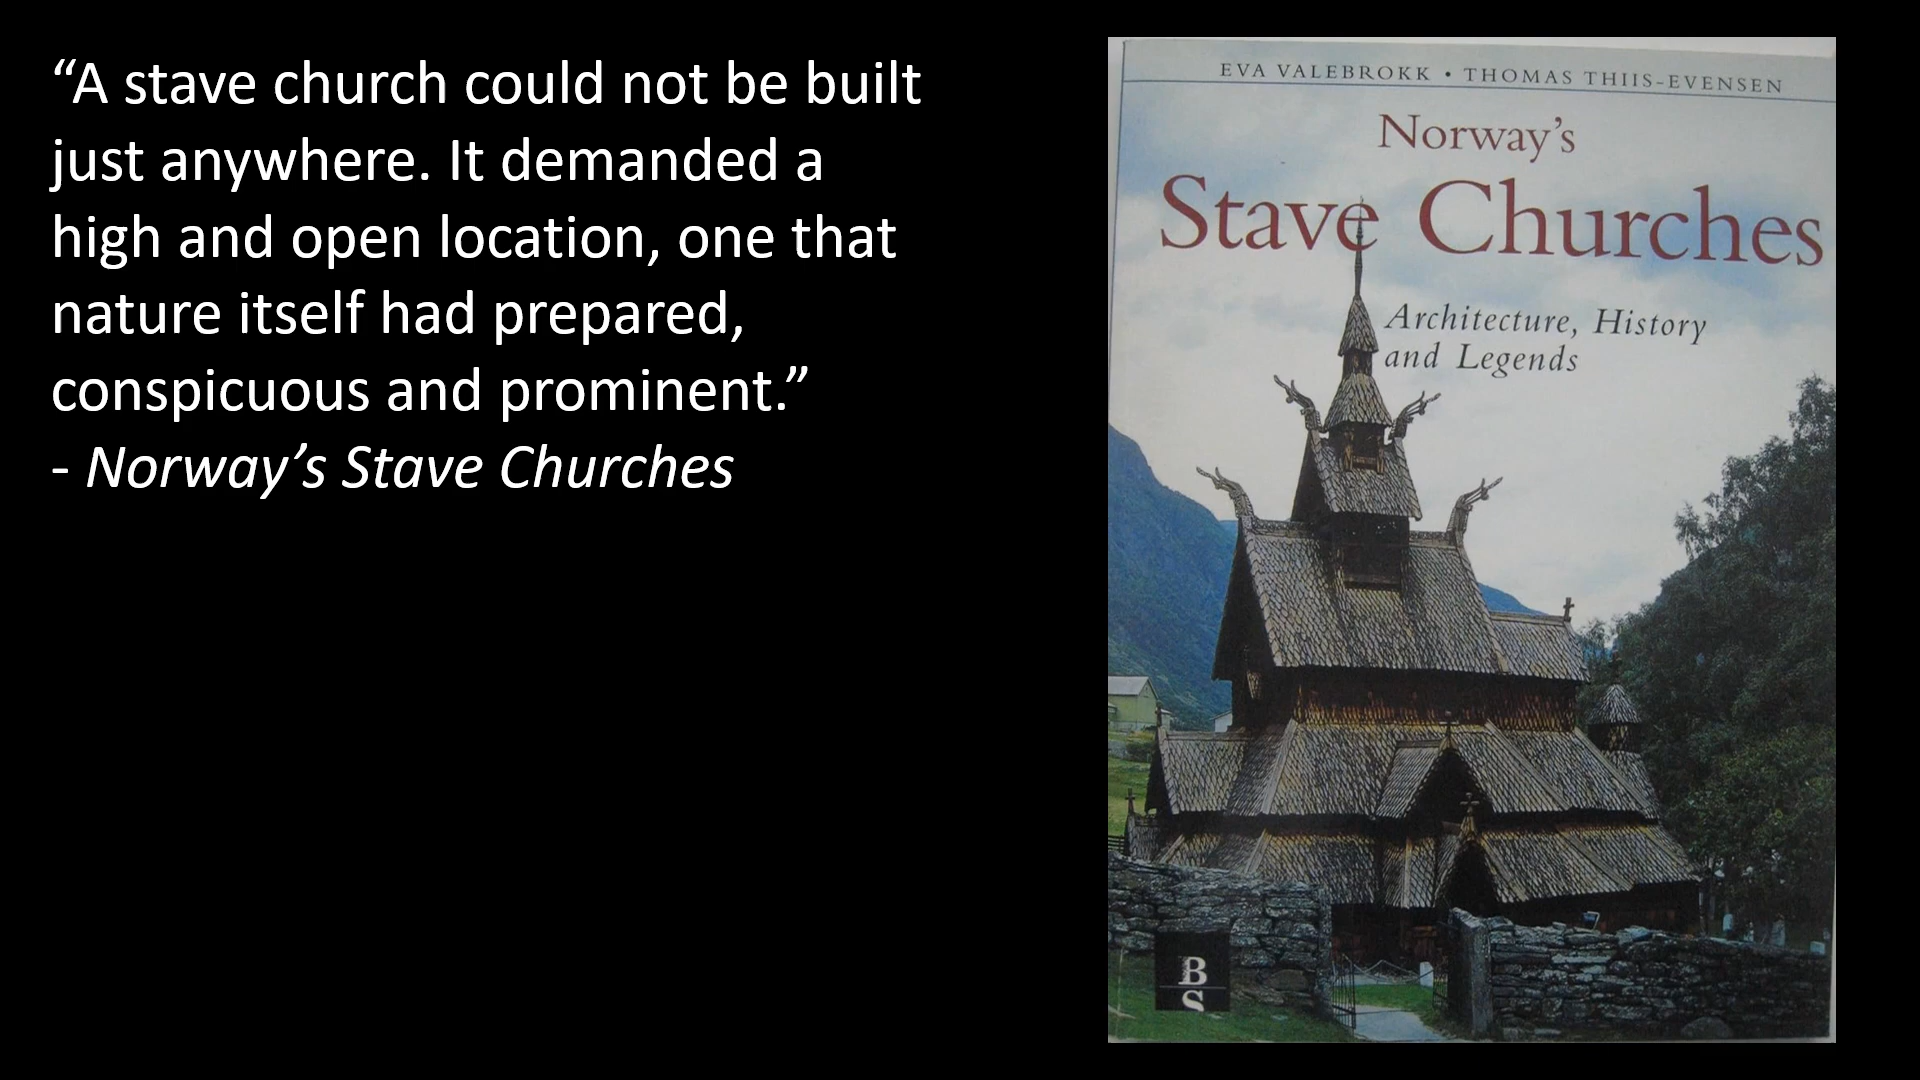 “A stave church could not be built
just anywhere. It demanded a
high and open location, one that
nature itself had prepared,
conspicuous and prominent.”
- Norway’s Stave Churches
EVA VALEBROKK • THOMAS THIIS-EVENSEN
Norway’s
Stave Churches
Architecture, History
and Legends
B
S